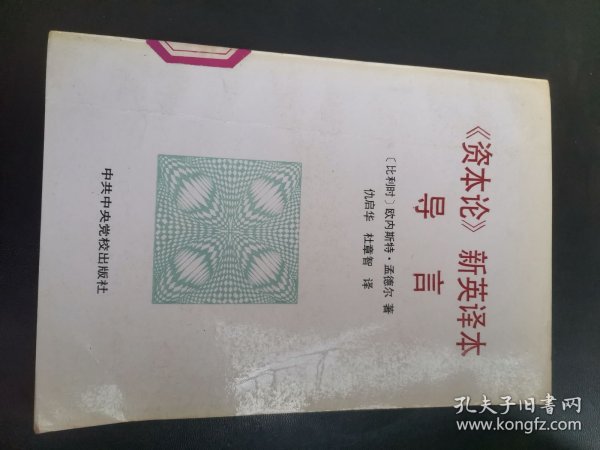 《资本论》新英译本
导言
〔比利时〕欧内斯特·孟德尔 著
仇启华 杜章智 译
中共中央党校出版社
孔夫子旧书网
www.kongfz.com